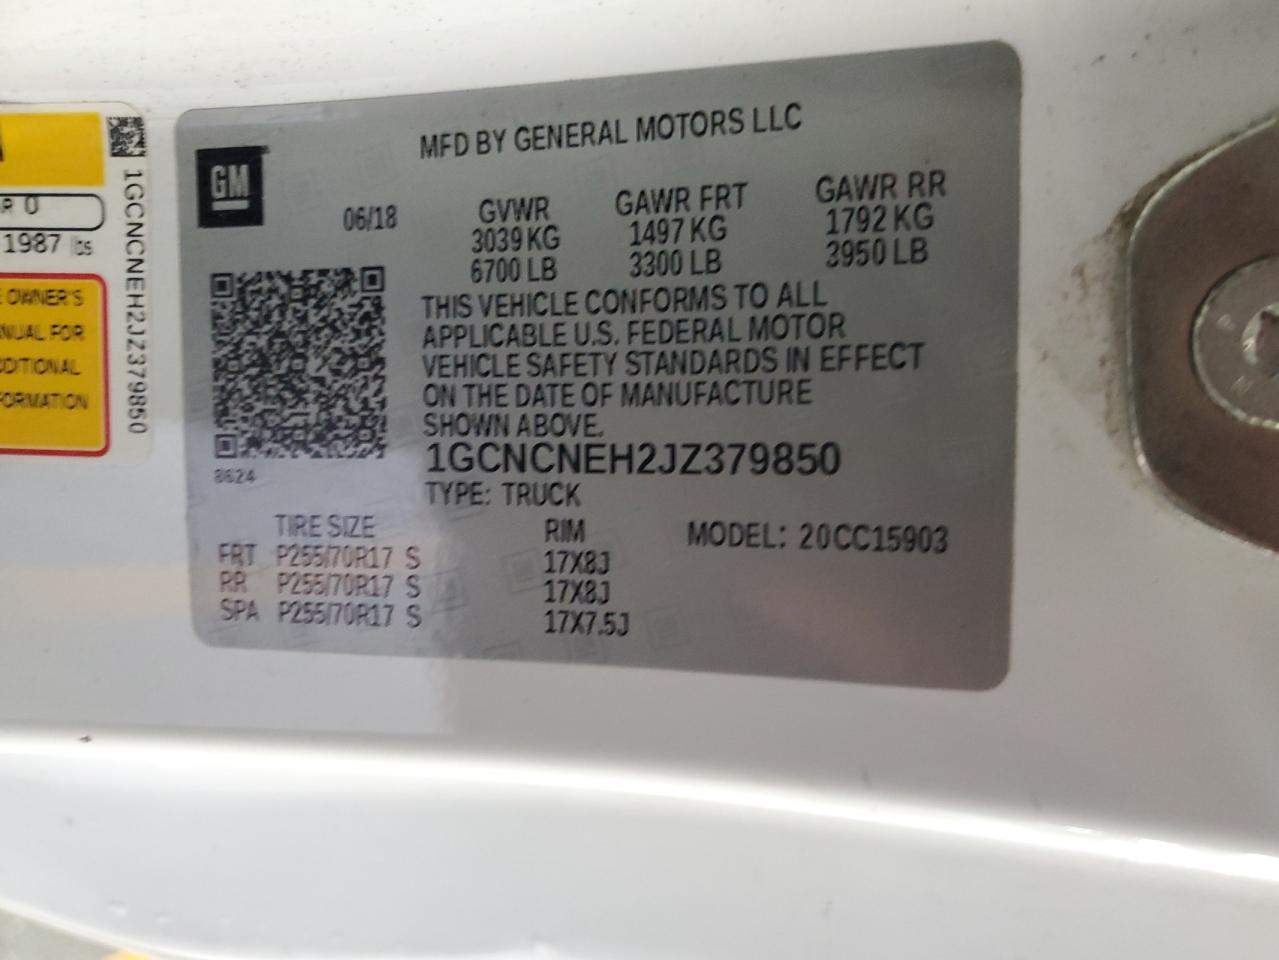 R 0
1987 lbs
OWNER'S
FOR
1GCNCNEH2JZ379850
GM
MFD BY GENERAL MOTORS LLC
06/18
GVWR GAWR FRT GAWR RR
3039 KG 1497 KG 1792 KG
6700 LB 3300 LB 3950 LB
THIS VEHICLE CONFORMS TO ALL
APPLICABLE U.S. FEDERAL MOTOR
VEHICLE SAFETY STANDARDS IN EFFECT
ON THE DATE OF MANUFACTURE
SHOWN ABOVE.
1GCNCNEH2JZ379850
8624
TYPE: TRUCK
TIRE SIZE RIM MODEL: 20CC15903
FRT P255/70R17 S 17X8J
RR P255/70R17 S 17X8J
SPA P255/70R17 S 17X7.5J